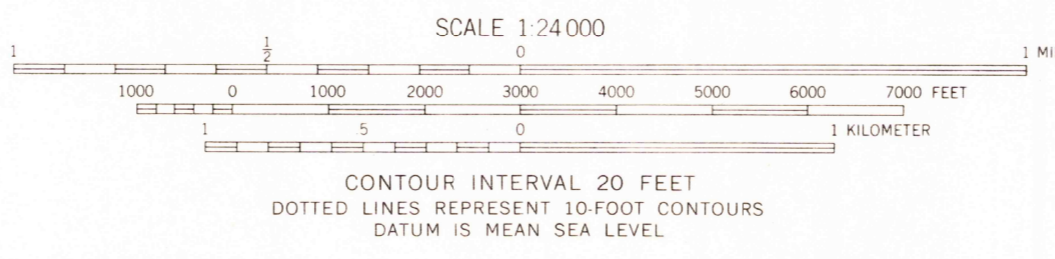 SCALE 1:24 000
1 1/2 0 1 MI
1000 0 1000 2000 3000 4000 5000 6000 7000 FEET
1 .5 0 1 KILOMETER
CONTOUR INTERVAL 20 FEET
DOTTED LINES REPRESENT 10-FOOT CONTOURS
DATUM IS MEAN SEA LEVEL